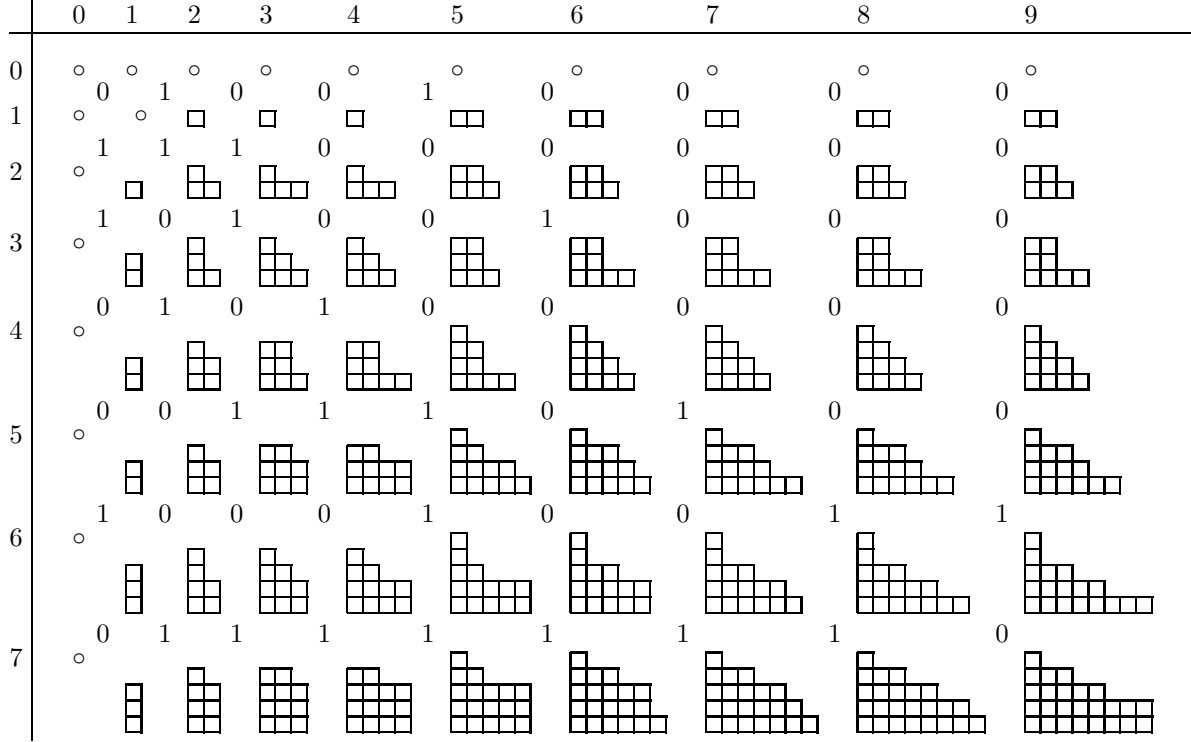 0 1 2 3 4 5 6 7 8 9
0
0 1 0 0 1 0 0 0 0
1
1 1 1 0 0 0 0 0 0
2
1 0 1 0 0 1 0 0 0
3
0 1 0 1 0 0 0 0 0
4
0 0 1 1 1 0 1 0 0
5
1 0 0 0 1 0 0 1 1
6
0 1 1 1 1 1 1 1 0
7